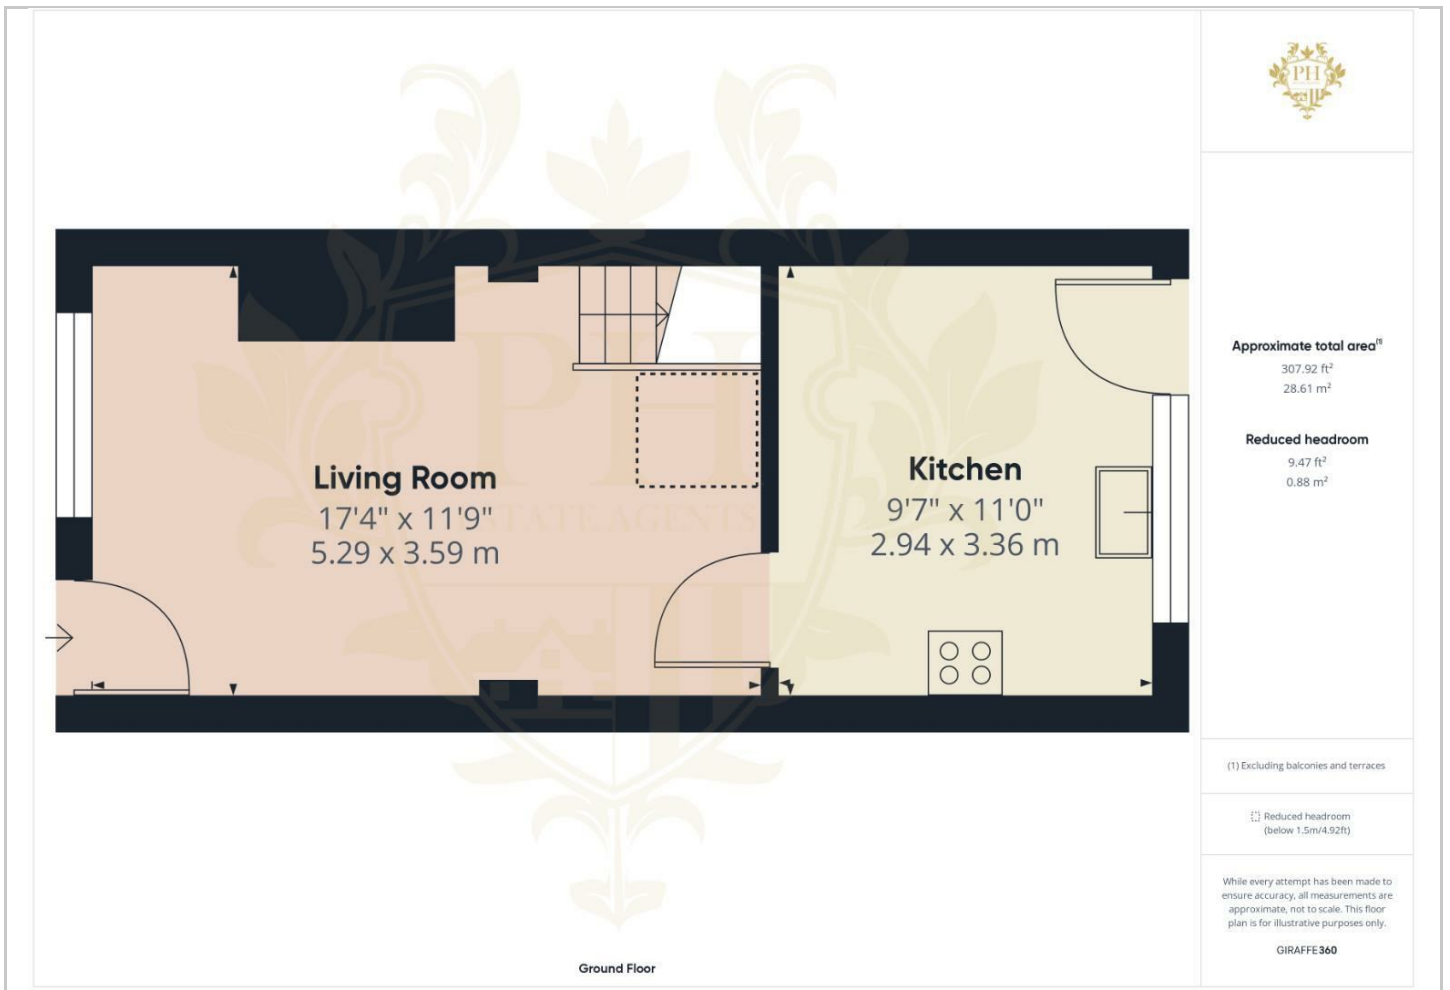 PH
Living Room
17'4" x 11'9"
5.29 x 3.59 m
Kitchen
9'7" x 11'0"
2.94 x 3.36 m
PH
ESTATE AGENTS
Ground Floor
Approximate total area⁽¹⁾
307.92 ft²
28.61 m²
Reduced headroom
9.47 ft²
0.88 m²
(1) Excluding balconies and terraces
Reduced headroom
(below 1.5m/4.92ft)
While every attempt has been made to
ensure accuracy, all measurements are
approximate, not to scale. This floor
plan is for illustrative purposes only.
GIRAFFE360